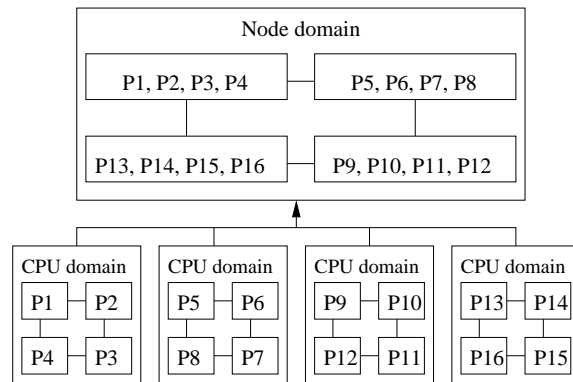 Node domain
P1, P2, P3, P4
P5, P6, P7, P8
P13, P14, P15, P16
P9, P10, P11, P12
CPU domain
P1
P2
P4
P3
CPU domain
P5
P6
P8
P7
CPU domain
P9
P10
P12
P11
CPU domain
P13
P14
P16
P15